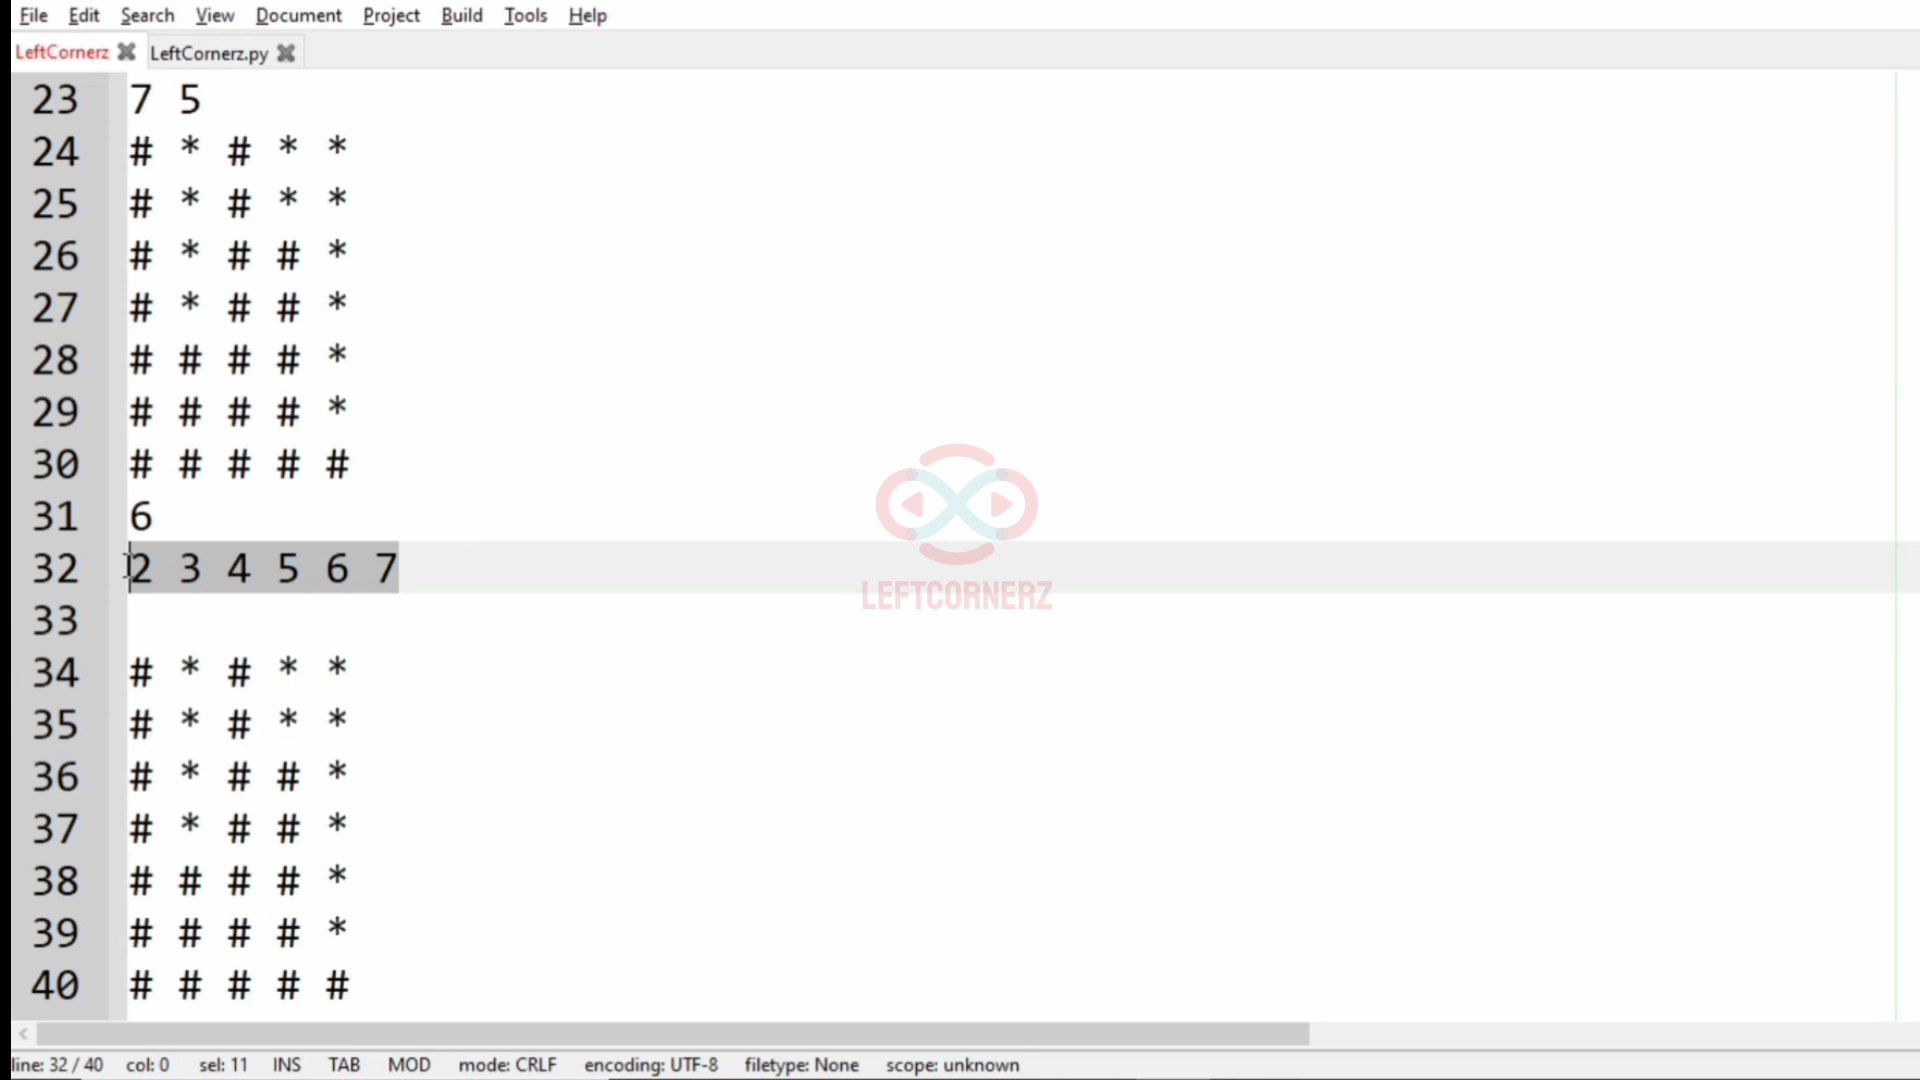 File Edit Search View Document Project Build Tools Help
LeftCornerz LeftCornerz.py
23 7 5
24 # * # * *
25 # * # * *
26 # * # # *
27 # * # # *
28 # # # # *
29 # # # # *
30 # # # # #
31 6
32 2 3 4 5 6 7
33
34 # * # * *
35 # * # * *
36 # * # # *
37 # * # # *
38 # # # # *
39 # # # # *
40 # # # # #
LEFTCORNERZ
line: 32 / 40 col: 0 sel: 11 INS TAB MOD mode: CRLF encoding: UTF-8 filetype: None scope: unknown